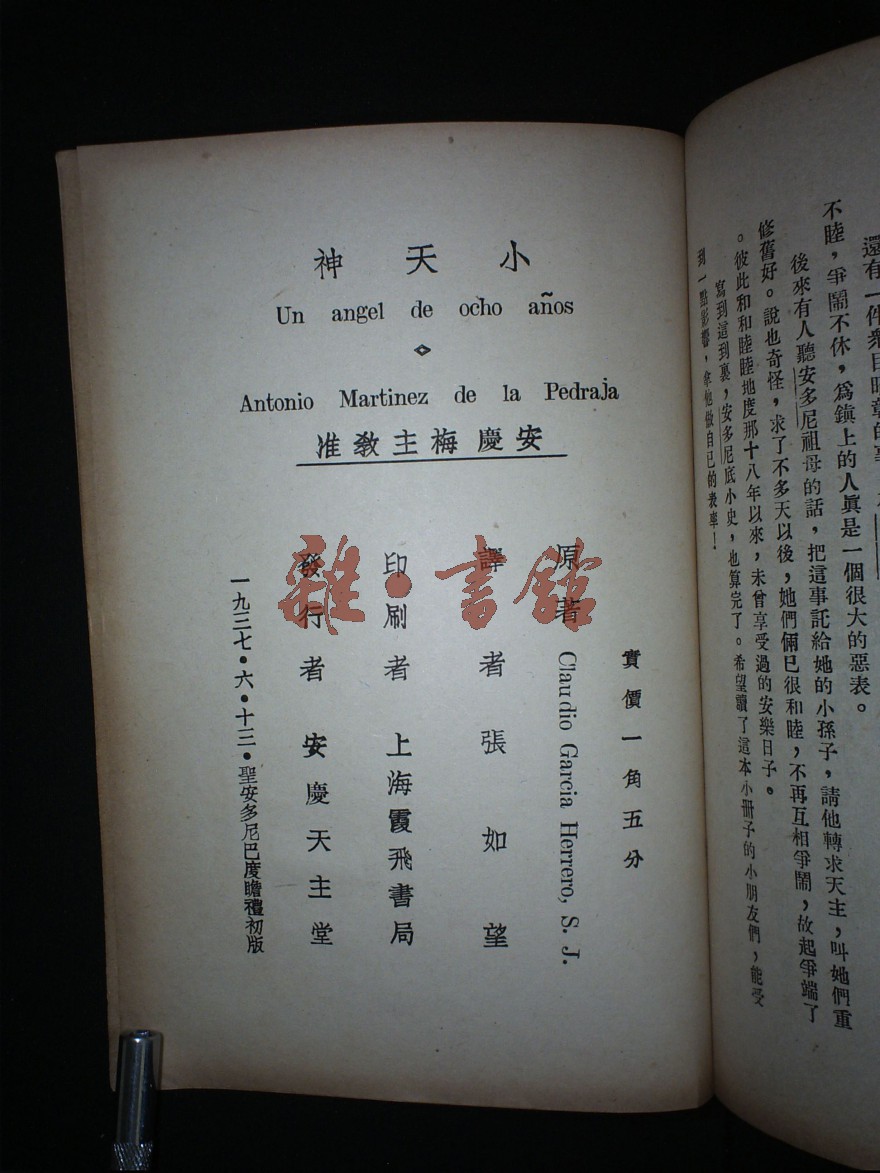 還有一件衆目昭彰的事
不睦，爭鬧不休，爲鎭上的人眞是一個很大的惡表。
後來有人聽安多尼祖母的話，把這事託給她的小孫子，請他轉求天主，叫她們重
修舊好。說也奇怪，求了不多天以後，她們倆已很和睦，不再互相爭鬧，故起爭端了
。彼此和和睦睦地度那十八年以來，未曾享受過的安樂日子。
寫到這到裏，安多尼底小史，也算完了。希望讀了這本小冊子的小朋友們，能受
到一點影響，拿他做自己的表率！
神天小
Un angel de ocho años
Antonio Martinez de la Pedraja
准教主梅慶安
實價一角五分
原著 Claudio Garcia Herrero, S. J.
譯者張如望
印刷者 上海霞飛書局
發行者 安慶天主堂
一九三七•六•十三•聖安多尼巴度瞻禮初版
雜·書館